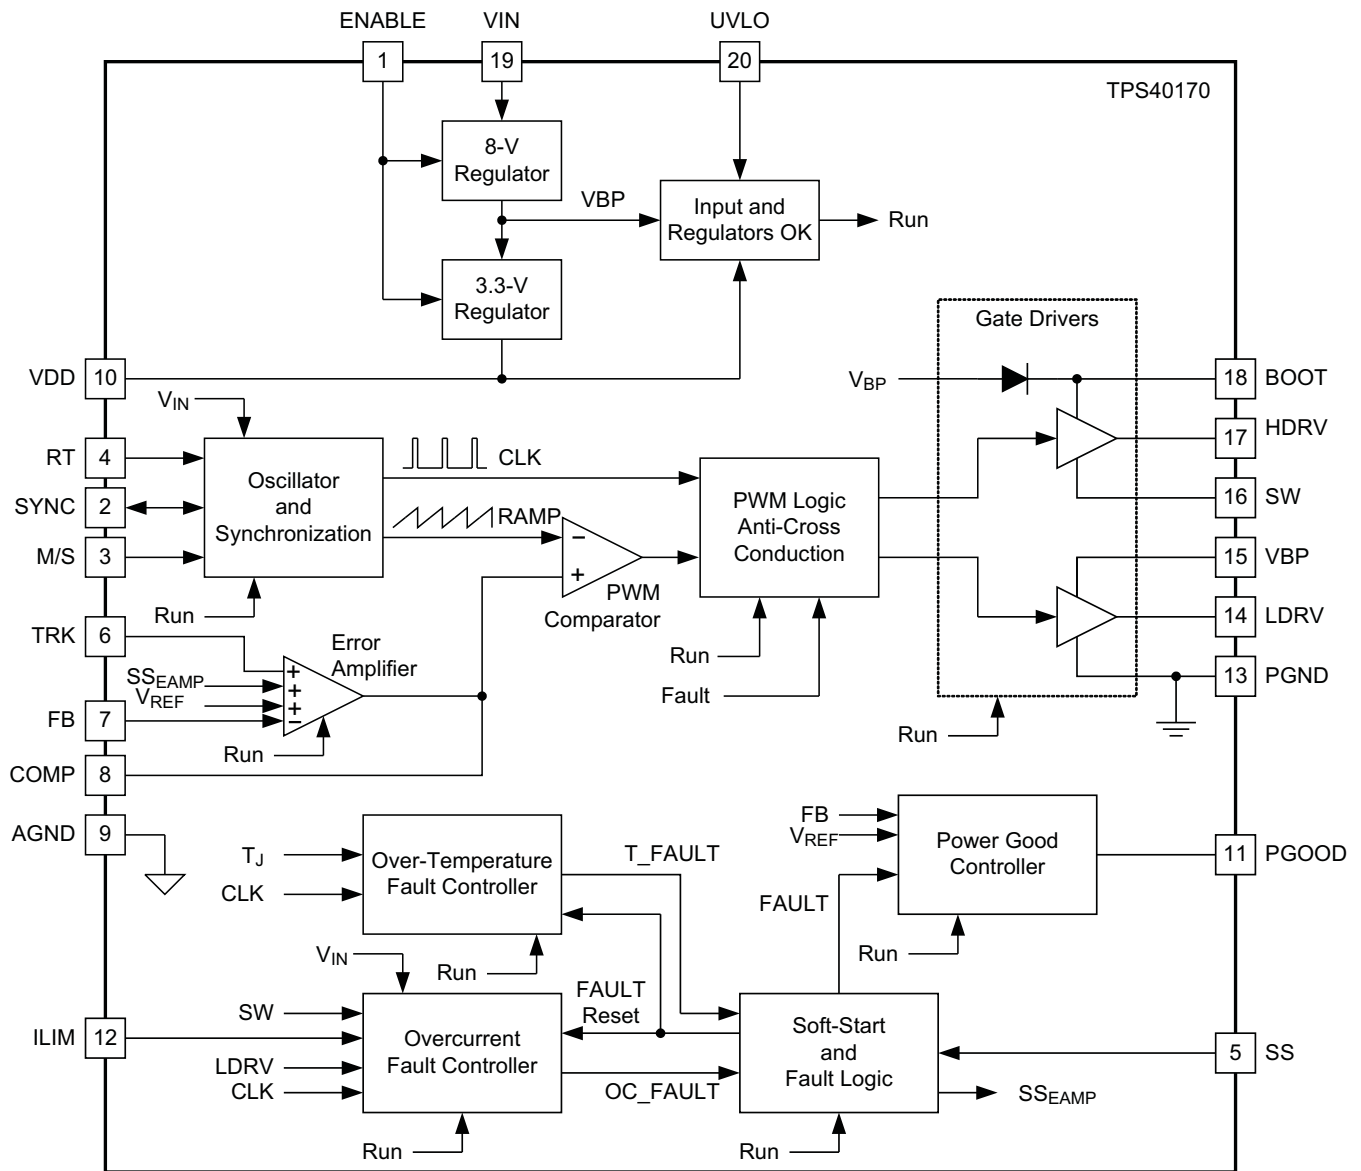 ENABLE
VIN
UVLO
1
19
20
TPS40170
8-V
Regulator
VBP
Input and
Regulators OK
Run
3.3-V
Regulator
Gate Drivers
VDD
10
VBP
18
BOOT
VIN
RT
4
Oscillator
and
Synchronization
CLK
PWM Logic
Anti-Cross
Conduction
17
HDRV
SYNC
2
RAMP
16
SW
M/S
3
−
+
PWM
Comparator
15
VBP
Run
TRK
6
Error
Amplifier
14
LDRV
SSEAMP
VREF
+
+
+
−
Run
Fault
13
PGND
FB
7
Run
Run
COMP
8
AGND
9
FB
VREF
Power Good
Controller
11
PGOOD
TJ
CLK
Over-Temperature
Fault Controller
T_FAULT
FAULT
Run
VIN
Run
FAULT
Reset
SW
ILIM
12
LDRV
CLK
Overcurrent
Fault Controller
OC_FAULT
Soft-Start
and
Fault Logic
5
SS
SSEAMP
Run
Run